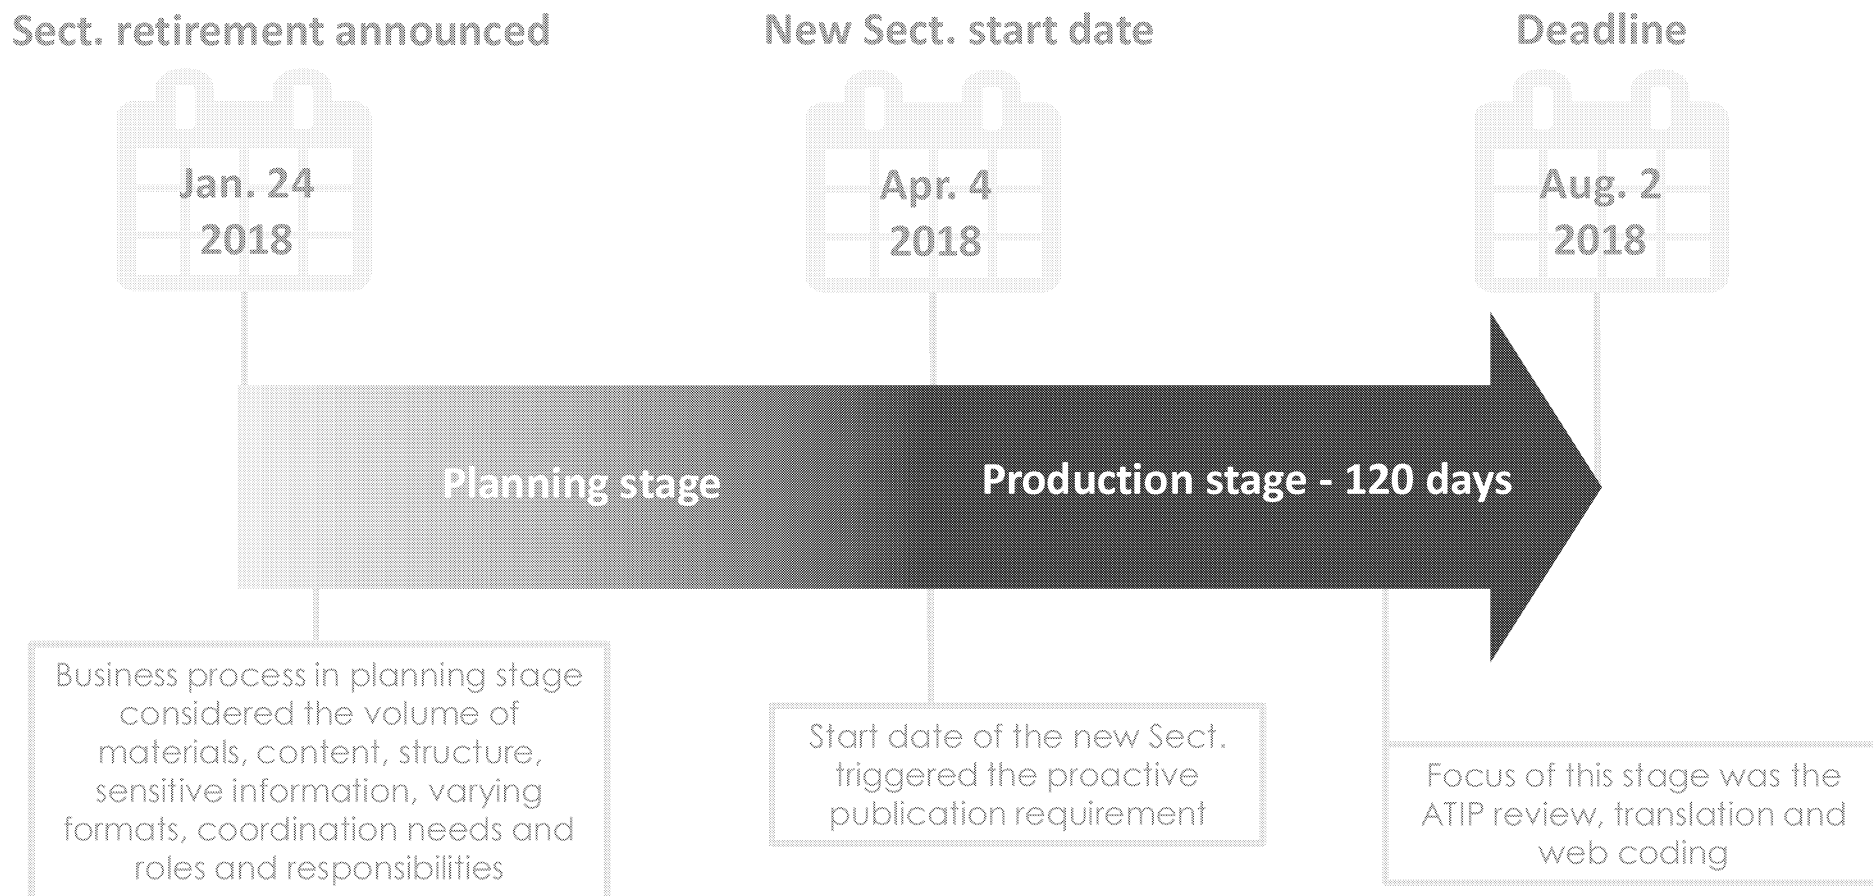 Sect. retirement announced
New Sect. start date
Deadline
Jan. 24
2018
Apr. 4
2018
Aug. 2
2018
Planning stage
Production stage - 120 days
Business process in planning stage
considered the volume of
materials, content, structure,
sensitive information, varying
formats, coordination needs and
roles and responsibilities
Start date of the new Sect.
triggered the proactive
publication requirement
Focus of this stage was the
ATIP review, translation and
web coding